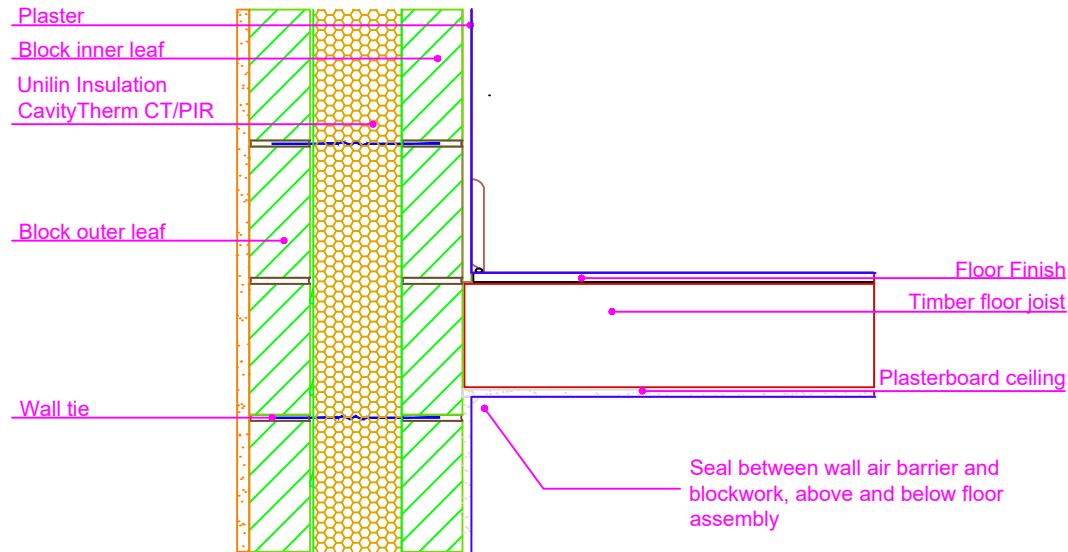 Plaster
Block inner leaf
Unilin Insulation
CavityTherm CT/PIR
Block outer leaf
Floor Finish
Timber floor joist
Plasterboard ceiling
Wall tie
Seal between wall air barrier and
blockwork, above and below floor
assembly